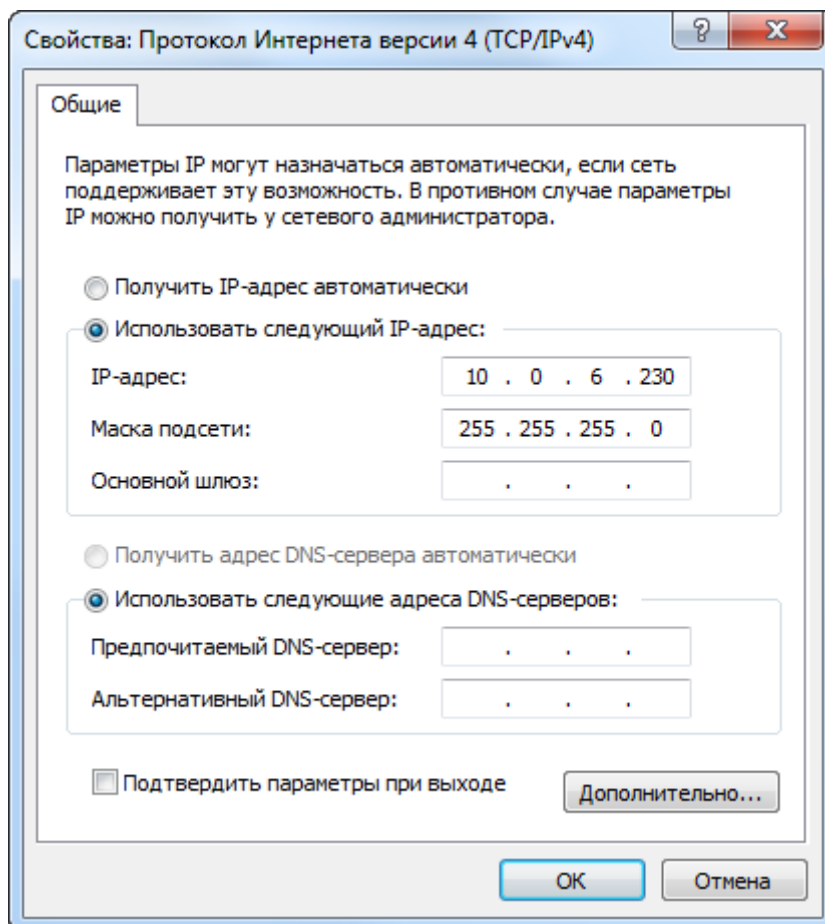 Свойства: Протокол Интернета версии 4 (TCP/IPv4)
Общие
Параметры IP могут назначаться автоматически, если сеть
поддерживает эту возможность. В противном случае параметры
IP можно получить у сетевого администратора.
Получить IP-адрес автоматически
Использовать следующий IP-адрес:
IP-адрес: 10 . 0 . 6 . 230
Маска подсети: 255 . 255 . 255 . 0
Основной шлюз: . . .
Получить адрес DNS-сервера автоматически
Использовать следующие адреса DNS-серверов:
Предпочитаемый DNS-сервер: . . .
Альтернативный DNS-сервер: . . .
Подтвердить параметры при выходе
Дополнительно...
ОК Отмена